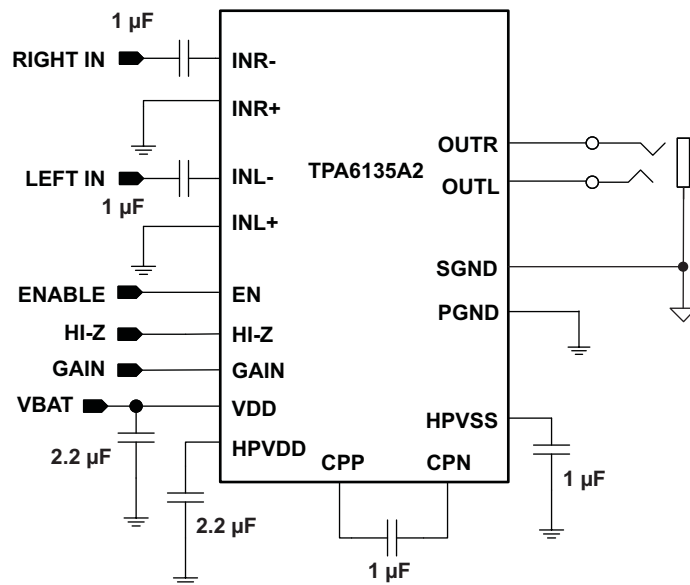 1 µF
RIGHT IN
INR-
INR+
OUTR
LEFT IN
INL-
TPA6135A2
OUTL
1 µF
INL+
SGND
ENABLE
EN
PGND
HI-Z
HI-Z
GAIN
GAIN
VBAT
VDD
HPVSS
2.2 µF
HPVDD
CPP
CPN
1 µF
2.2 µF
1 µF